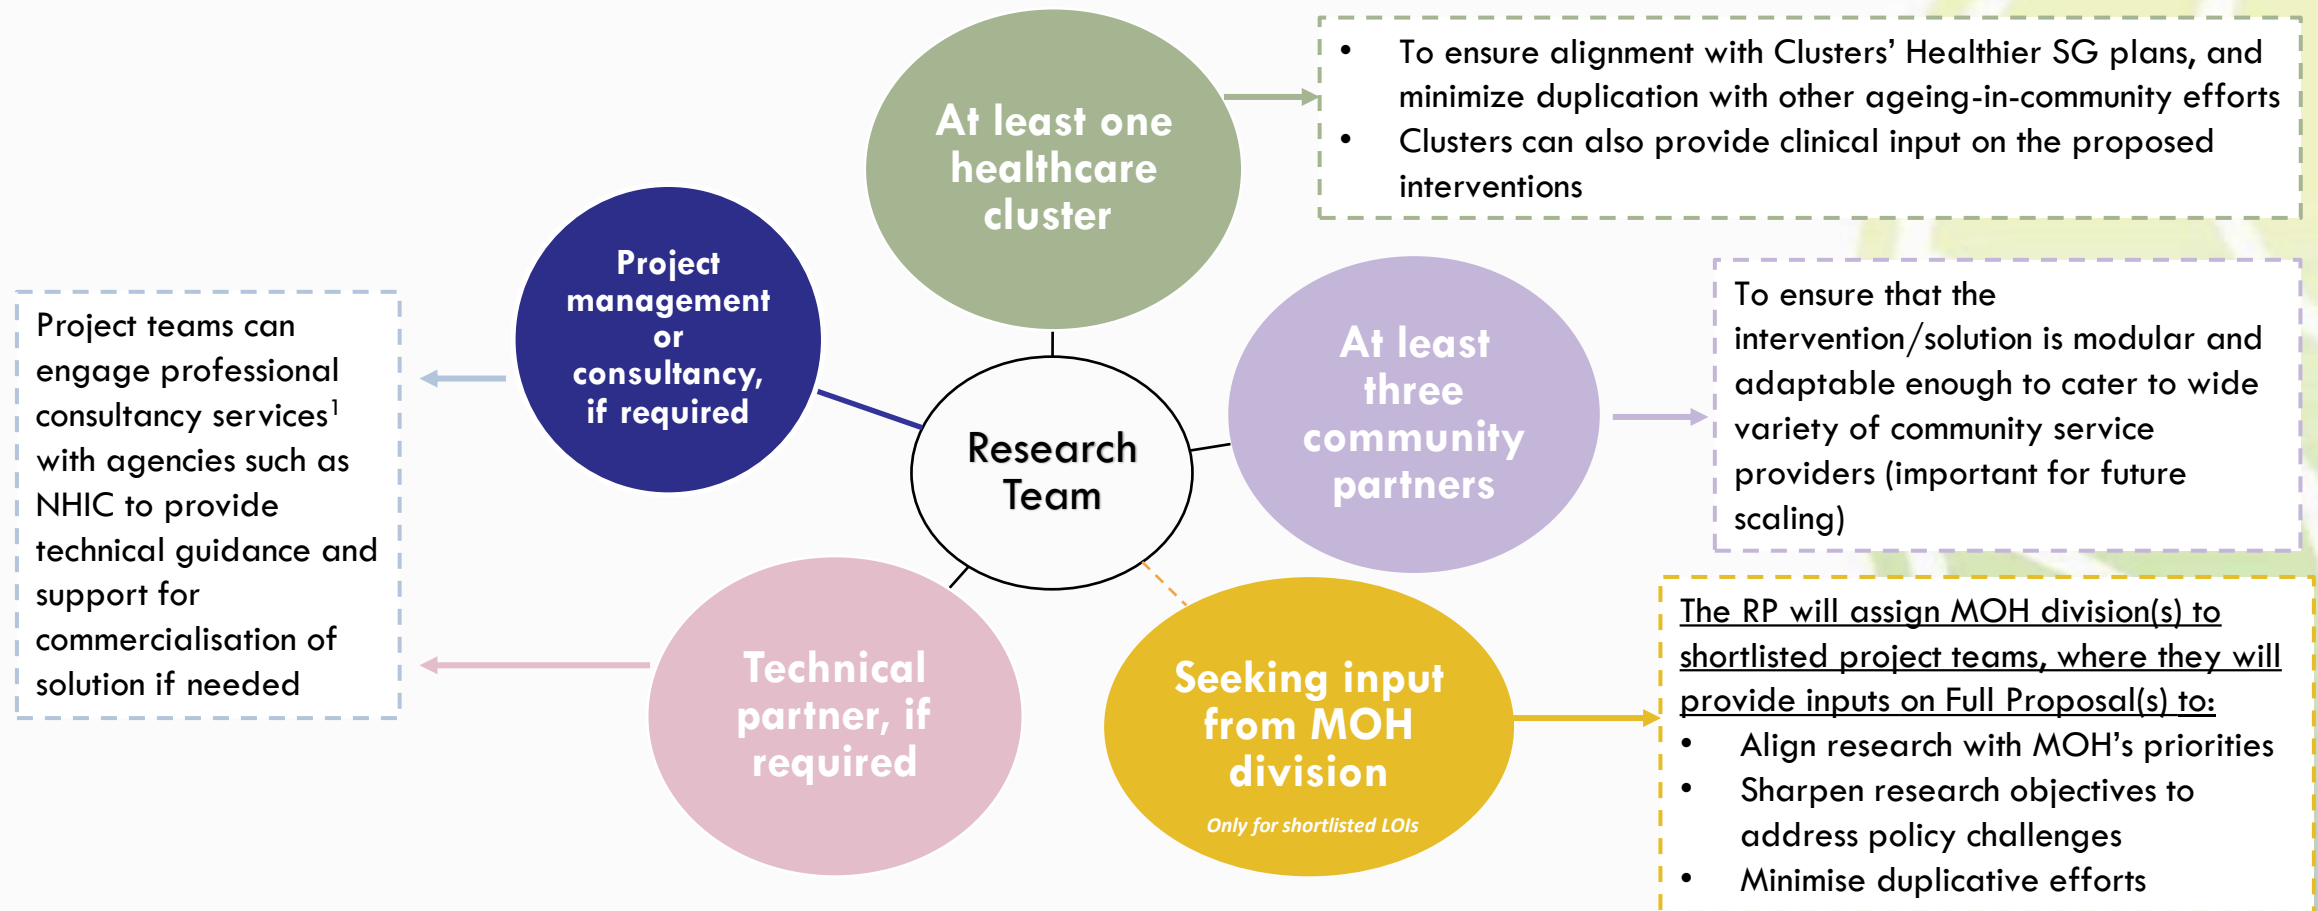 At least one
healthcare
cluster
• To ensure alignment with Clusters’ Healthier SG plans, and
minimize duplication with other ageing-in-community efforts
• Clusters can also provide clinical input on the proposed
interventions
Project
management
or
consultancy,
if required
Project teams can
engage professional
consultancy services¹
with agencies such as
NHIC to provide
technical guidance and
support for
commercialisation of
solution if needed
Research
Team
At least
three
community
partners
To ensure that the
intervention/solution is modular and
adaptable enough to cater to wide
variety of community service
providers (important for future
scaling)
Technical
partner, if
required
Seeking input
from MOH
division
Only for shortlisted LOIs
The RP will assign MOH division(s) to
shortlisted project teams, where they will
provide inputs on Full Proposal(s) to:
• Align research with MOH’s priorities
• Sharpen research objectives to
address policy challenges
• Minimise duplicative efforts